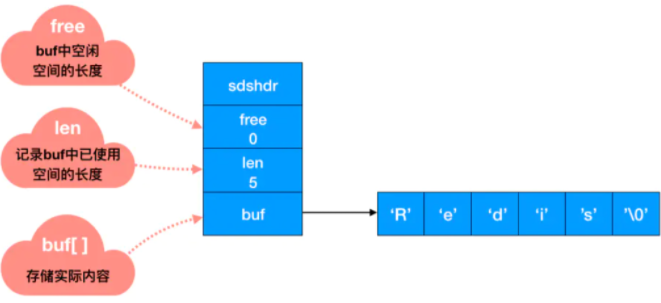 free
buf中空闲
空间的长度
len
记录buf中已使用
空间的长度
buf[ ]
存储实际内容
sdshdr
free
0
len
5
buf
‘R’ ‘e’ ‘d’ ‘i’ ’s’ ’\0’